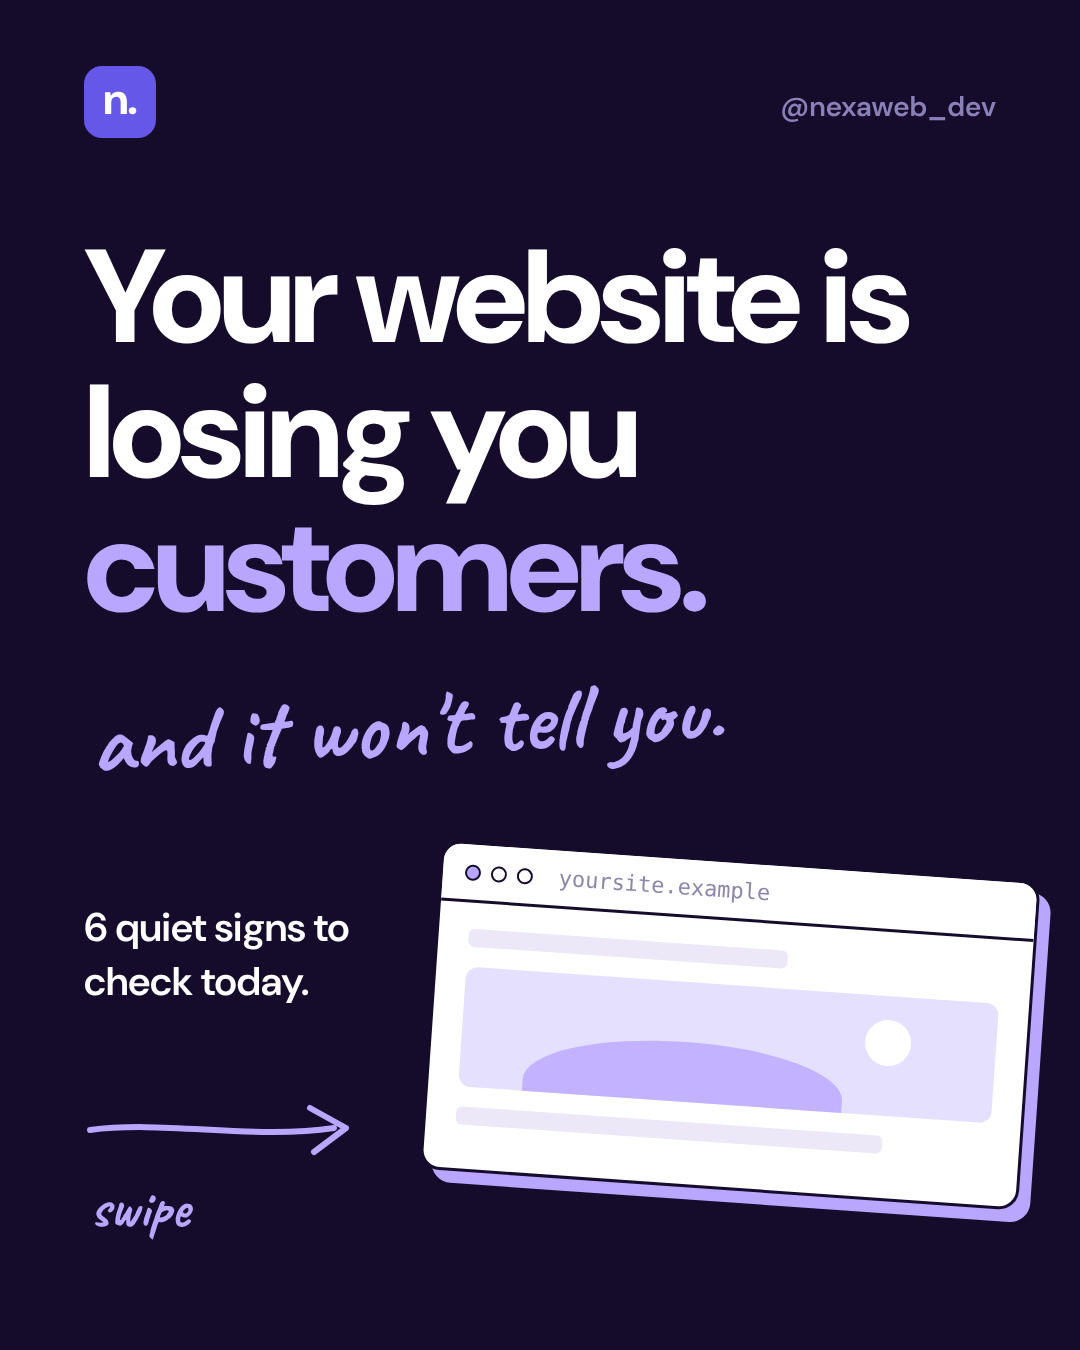 n.
@nexaweb_dev
Your website is
losing you
customers.
and it won't tell you.
yoursite.example
6 quiet signs to
check today.
swipe